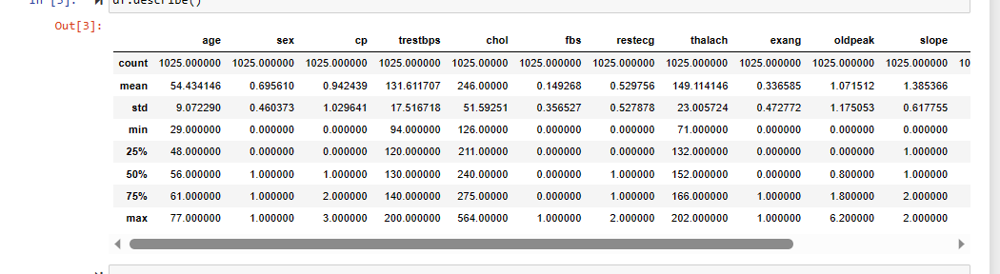 In [3]: df.describe()
Out[3]:
age sex cp trestbps chol fbs restecg thalach exang oldpeak slope
count 1025.000000 1025.000000 1025.000000 1025.000000 1025.00000 1025.000000 1025.000000 1025.000000 1025.000000 1025.000000 1025.000000 10
mean 54.434146 0.695610 0.942439 131.611707 246.00000 0.149268 0.529756 149.114146 0.336585 1.071512 1.385366
std 9.072290 0.460373 1.029641 17.516718 51.59251 0.356527 0.527878 23.005724 0.472772 1.175053 0.617755
min 29.000000 0.000000 0.000000 94.000000 126.00000 0.000000 0.000000 71.000000 0.000000 0.000000 0.000000
25% 48.000000 0.000000 0.000000 120.000000 211.00000 0.000000 0.000000 132.000000 0.000000 0.000000 1.000000
50% 56.000000 1.000000 1.000000 130.000000 240.00000 0.000000 1.000000 152.000000 0.000000 0.800000 1.000000
75% 61.000000 1.000000 2.000000 140.000000 275.00000 0.000000 1.000000 166.000000 1.000000 1.800000 2.000000
max 77.000000 1.000000 3.000000 200.000000 564.00000 1.000000 2.000000 202.000000 1.000000 6.200000 2.000000